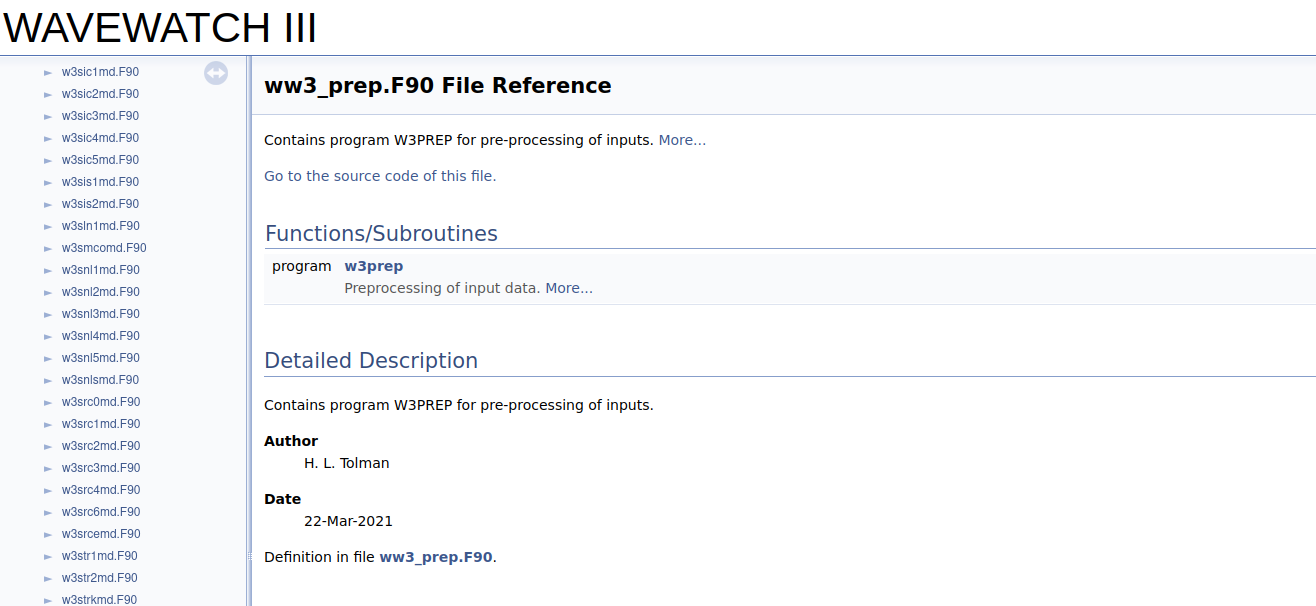 WAVEWATCH III
w3sic1md.F90
w3sic2md.F90
w3sic3md.F90
w3sic4md.F90
w3sic5md.F90
w3sis1md.F90
w3sis2md.F90
w3sln1md.F90
w3smcomd.F90
w3snl1md.F90
w3snl2md.F90
w3snl3md.F90
w3snl4md.F90
w3snl5md.F90
w3snlsmd.F90
w3src0md.F90
w3src1md.F90
w3src2md.F90
w3src3md.F90
w3src4md.F90
w3src6md.F90
w3srcemd.F90
w3str1md.F90
w3str2md.F90
w3strkmd.F90
ww3_prep.F90 File Reference
Contains program W3PREP for pre-processing of inputs. More...
Go to the source code of this file.
Functions/Subroutines
program w3prep
Preprocessing of input data. More...
Detailed Description
Contains program W3PREP for pre-processing of inputs.
Author
H. L. Tolman
Date
22-Mar-2021
Definition in file ww3_prep.F90.